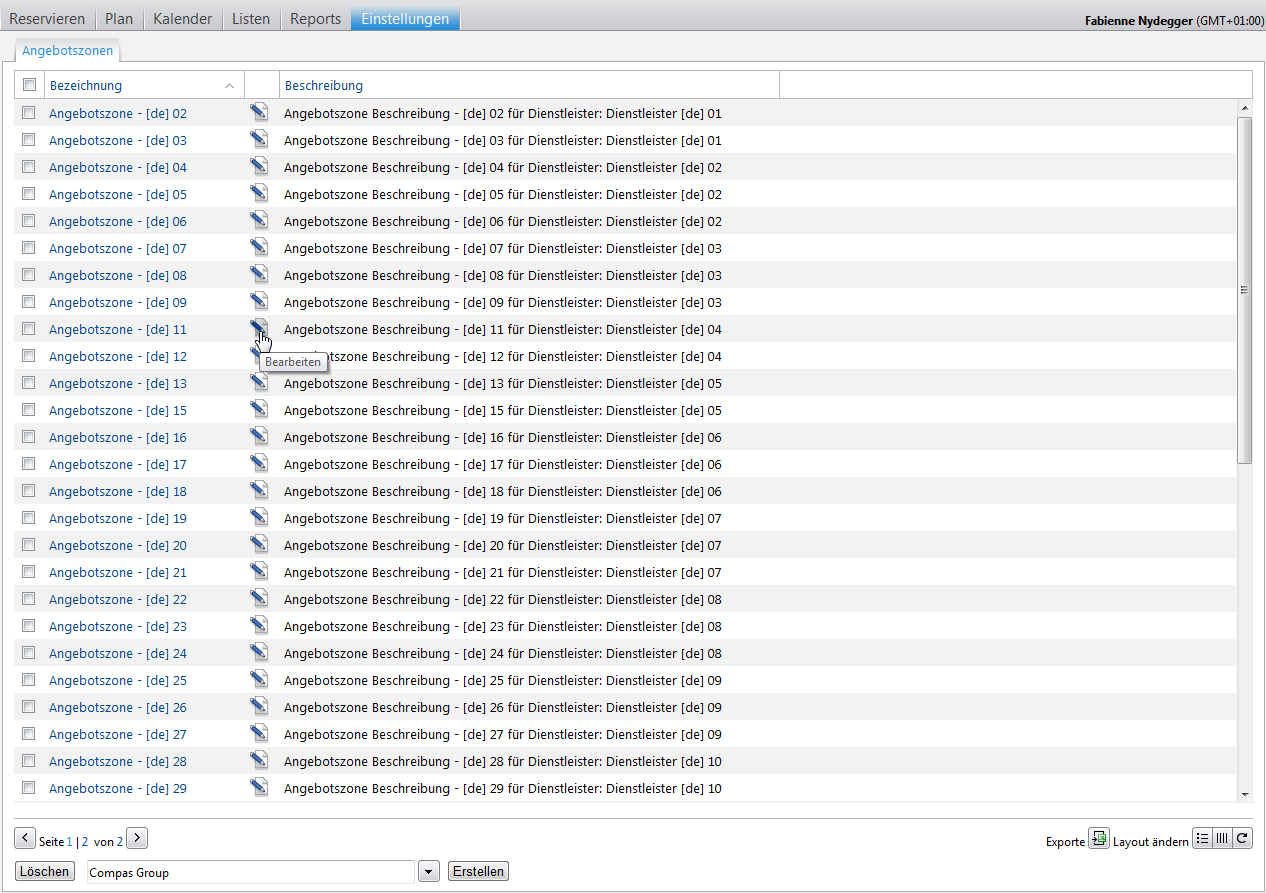 Reservieren Plan Kalender Listen Reports Einstellungen Fabienne Nydegger (GMT+01:00)
Angebotszonen
Bezeichnung Beschreibung
Angebotszone - [de] 02 Angebotszone Beschreibung - [de] 02 für Dienstleister: Dienstleister [de] 01
Angebotszone - [de] 03 Angebotszone Beschreibung - [de] 03 für Dienstleister: Dienstleister [de] 01
Angebotszone - [de] 04 Angebotszone Beschreibung - [de] 04 für Dienstleister: Dienstleister [de] 02
Angebotszone - [de] 05 Angebotszone Beschreibung - [de] 05 für Dienstleister: Dienstleister [de] 02
Angebotszone - [de] 06 Angebotszone Beschreibung - [de] 06 für Dienstleister: Dienstleister [de] 02
Angebotszone - [de] 07 Angebotszone Beschreibung - [de] 07 für Dienstleister: Dienstleister [de] 03
Angebotszone - [de] 08 Angebotszone Beschreibung - [de] 08 für Dienstleister: Dienstleister [de] 03
Angebotszone - [de] 09 Angebotszone Beschreibung - [de] 09 für Dienstleister: Dienstleister [de] 03
Angebotszone - [de] 11 Angebotszone Beschreibung - [de] 11 für Dienstleister: Dienstleister [de] 04
Angebotszone - [de] 12 Angebotszone Beschreibung - [de] 12 für Dienstleister: Dienstleister [de] 04
Bearbeiten
Angebotszone - [de] 13 Angebotszone Beschreibung - [de] 13 für Dienstleister: Dienstleister [de] 05
Angebotszone - [de] 15 Angebotszone Beschreibung - [de] 15 für Dienstleister: Dienstleister [de] 05
Angebotszone - [de] 16 Angebotszone Beschreibung - [de] 16 für Dienstleister: Dienstleister [de] 06
Angebotszone - [de] 17 Angebotszone Beschreibung - [de] 17 für Dienstleister: Dienstleister [de] 06
Angebotszone - [de] 18 Angebotszone Beschreibung - [de] 18 für Dienstleister: Dienstleister [de] 06
Angebotszone - [de] 19 Angebotszone Beschreibung - [de] 19 für Dienstleister: Dienstleister [de] 07
Angebotszone - [de] 20 Angebotszone Beschreibung - [de] 20 für Dienstleister: Dienstleister [de] 07
Angebotszone - [de] 21 Angebotszone Beschreibung - [de] 21 für Dienstleister: Dienstleister [de] 07
Angebotszone - [de] 22 Angebotszone Beschreibung - [de] 22 für Dienstleister: Dienstleister [de] 08
Angebotszone - [de] 23 Angebotszone Beschreibung - [de] 23 für Dienstleister: Dienstleister [de] 08
Angebotszone - [de] 24 Angebotszone Beschreibung - [de] 24 für Dienstleister: Dienstleister [de] 08
Angebotszone - [de] 25 Angebotszone Beschreibung - [de] 25 für Dienstleister: Dienstleister [de] 09
Angebotszone - [de] 26 Angebotszone Beschreibung - [de] 26 für Dienstleister: Dienstleister [de] 09
Angebotszone - [de] 27 Angebotszone Beschreibung - [de] 27 für Dienstleister: Dienstleister [de] 09
Angebotszone - [de] 28 Angebotszone Beschreibung - [de] 28 für Dienstleister: Dienstleister [de] 10
Angebotszone - [de] 29 Angebotszone Beschreibung - [de] 29 für Dienstleister: Dienstleister [de] 10
Seite 1 | 2 von 2 Exporte Layout ändern
Löschen Compas Group Erstellen